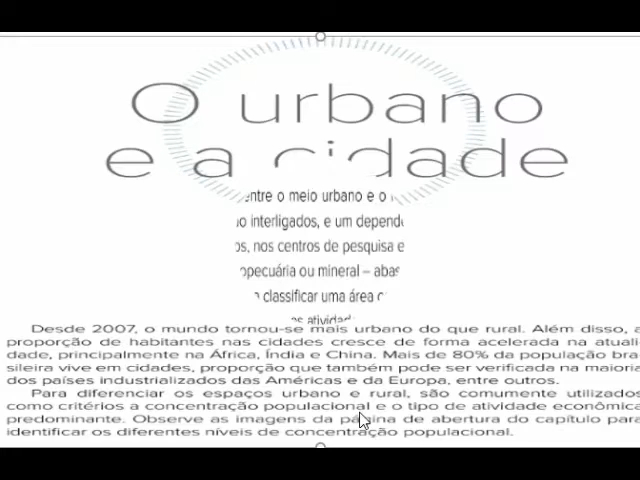 O urbano
e a cidade
entre o meio urbano e o
interligados, e um depend
os, nos centros de pesquisa e
opecuária ou mineral – abas
classificar uma área
es ativid
Desde 2007, o mundo tornou-se mais urbano do que rural. Além disso, a
proporção de habitantes nas cidades cresce de forma acelerada na atuali
dade, principalmente na África, Índia e China. Mais de 80% da população bra
sileira vive em cidades, proporção que também pode ser verificada na maioria
dos países industrializados das Américas e da Europa, entre outros.
Para diferenciar os espaços urbano e rural, são comumente utilizados
como critérios a concentração populacional e o tipo de atividade econômica
predominante. Observe as imagens da página de abertura do capítulo para
identificar os diferentes níveis de concentração populacional.